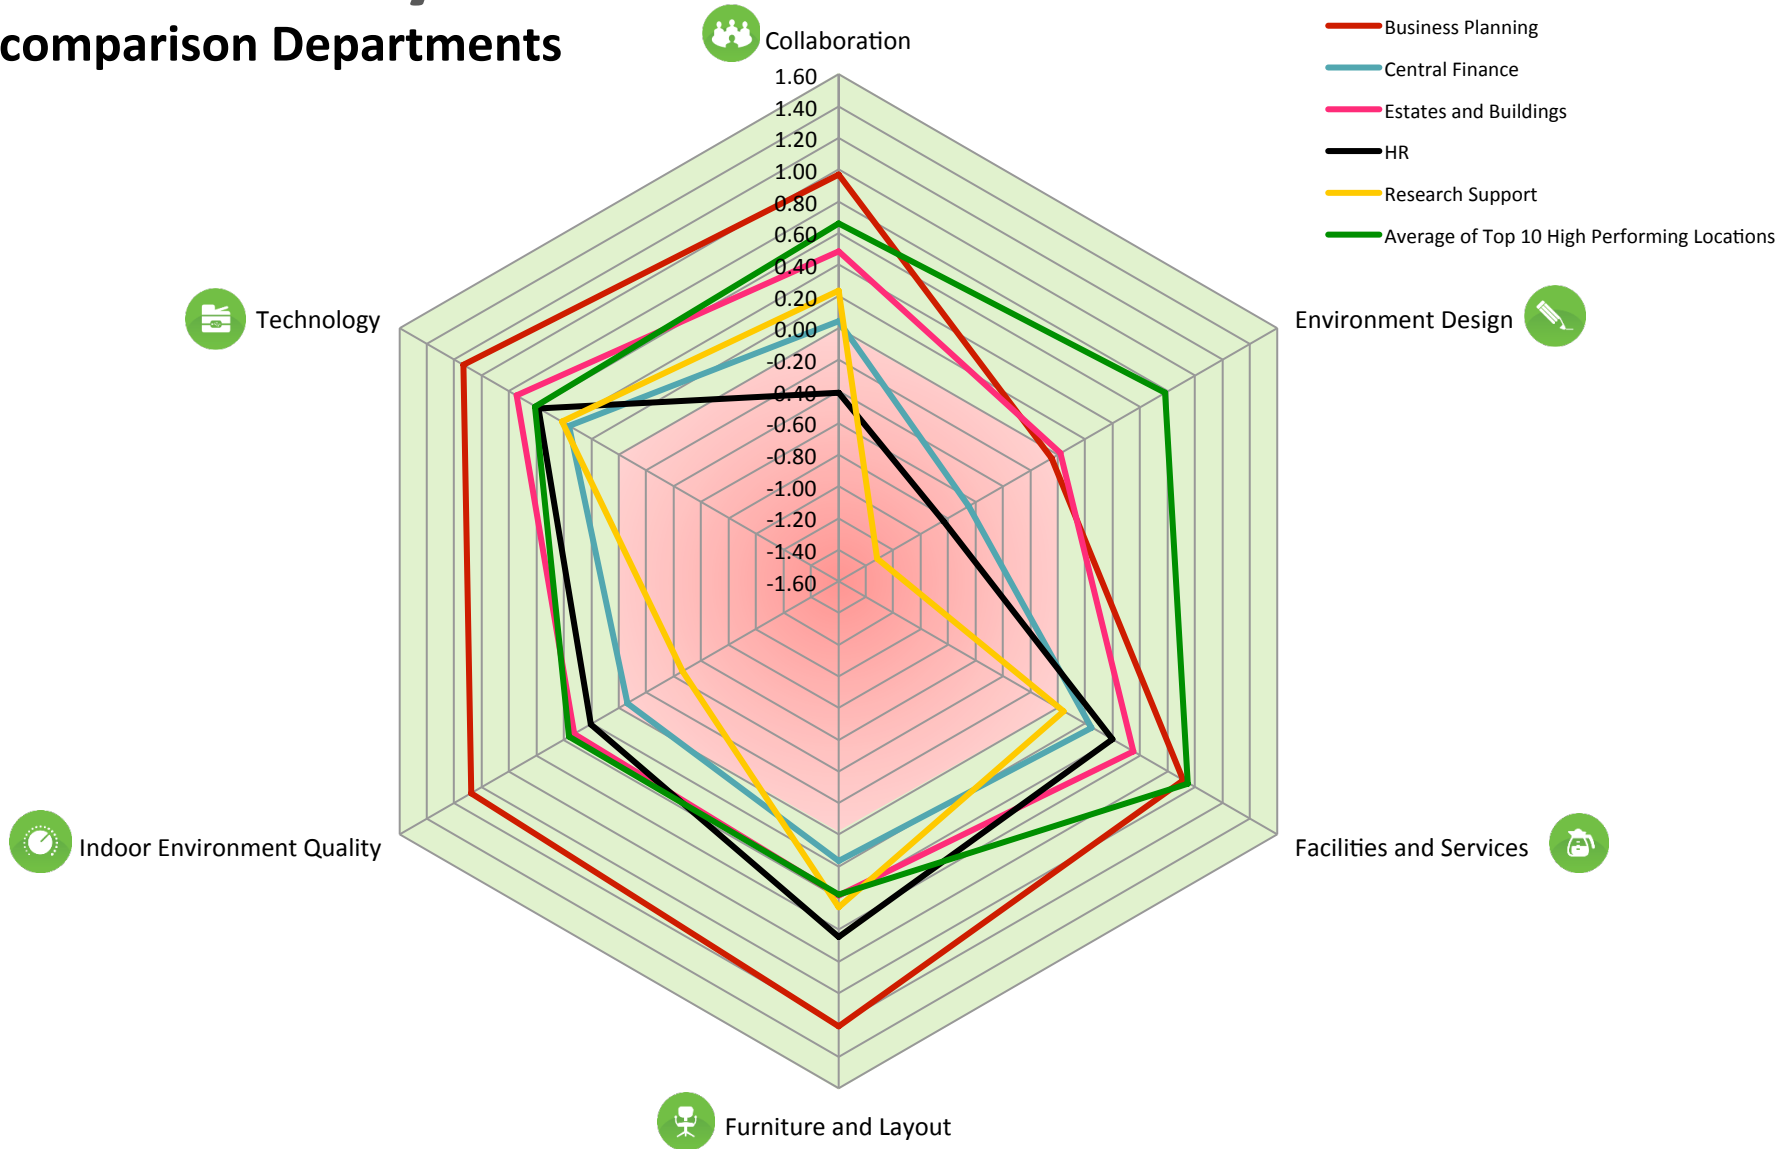 comparison Departments
Collaboration
Business Planning
Central Finance
Estates and Buildings
HR
Research Support
Average of Top 10 High Performing Locations
1.60
1.40
1.20
1.00
0.80
0.60
0.40
0.20
0.00
-0.20
-0.40
-0.60
-0.80
-1.00
-1.20
-1.40
-1.60
Technology
Environment Design
Indoor Environment Quality
Facilities and Services
Furniture and Layout